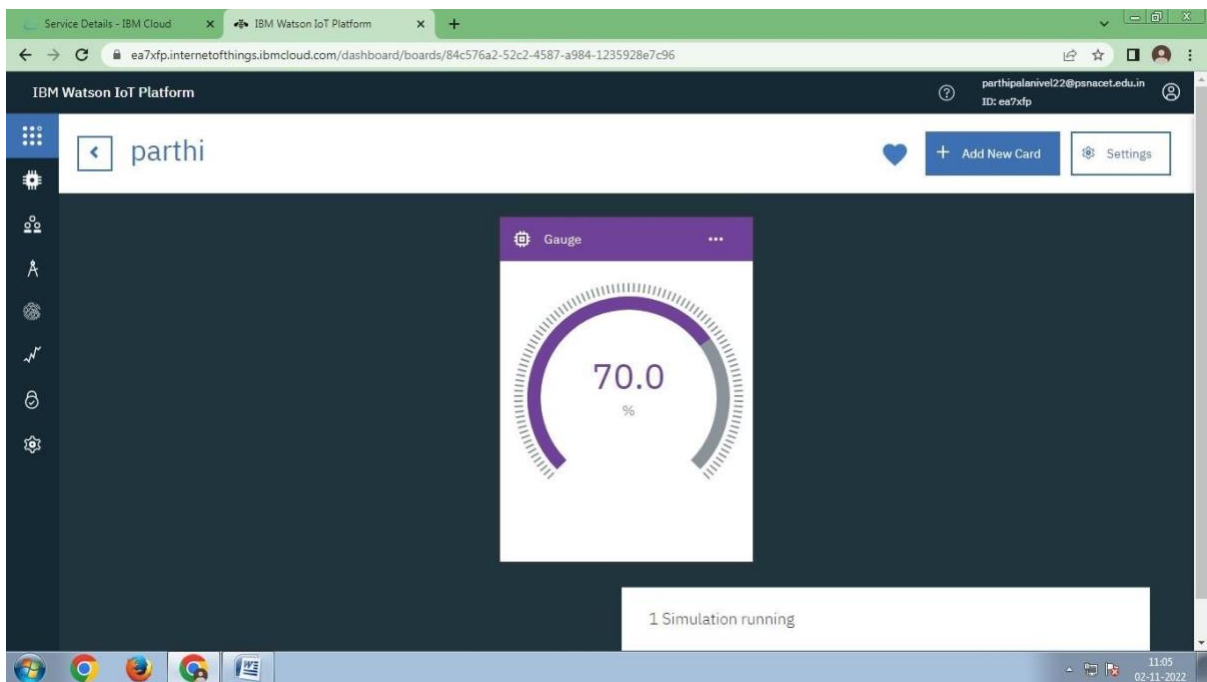 Service Details - IBM Cloud
IBM Watson IoT Platform
ea7xfp.internetofthings.ibmcloud.com/dashboard/boards/84c576a2-52c2-4587-a984-1235928e7c96
IBM Watson IoT Platform
parthipalanivel22@psnacet.edu.in
ID: ea7xfp
parthi
+ Add New Card
Settings
Gauge
70.0
%
1 Simulation running
11:05
02-11-2022